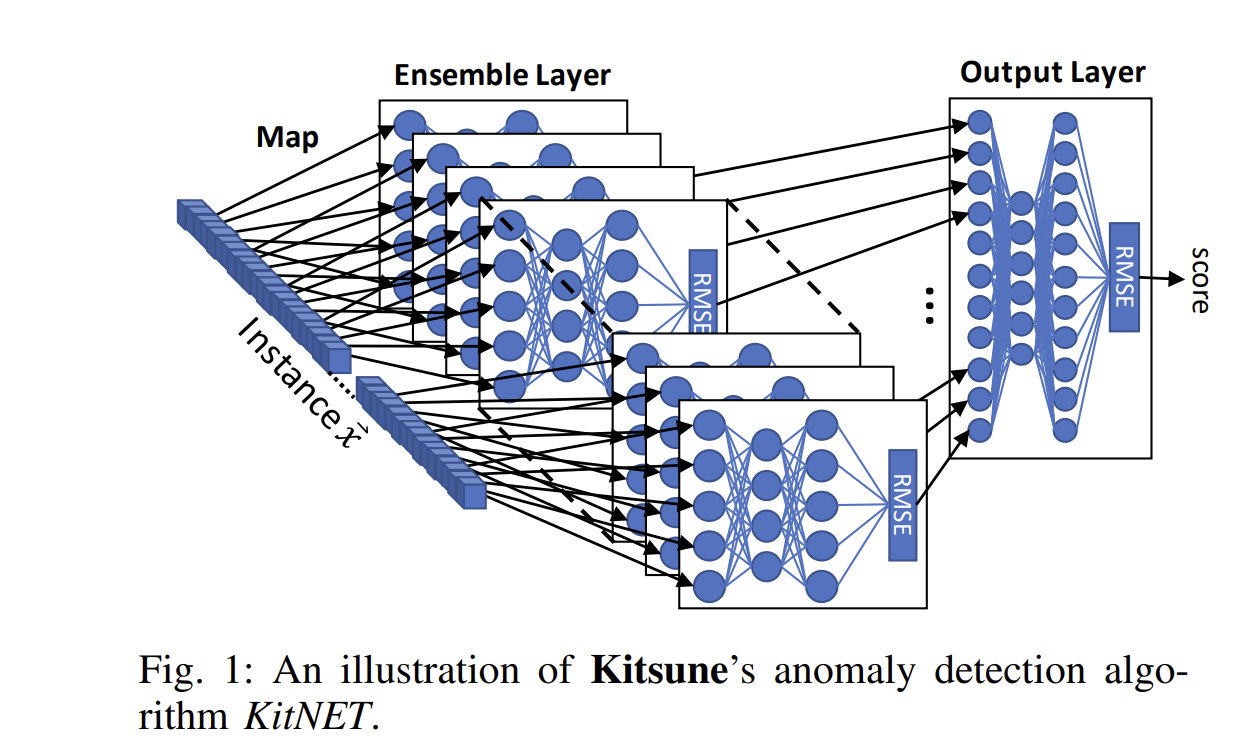 Ensemble Layer
Output Layer
Map
RMSE
RMSE
RMSE
score
Instance x⃗
Fig. 1: An illustration of Kitsune's anomaly detection algo-
rithm KitNET.